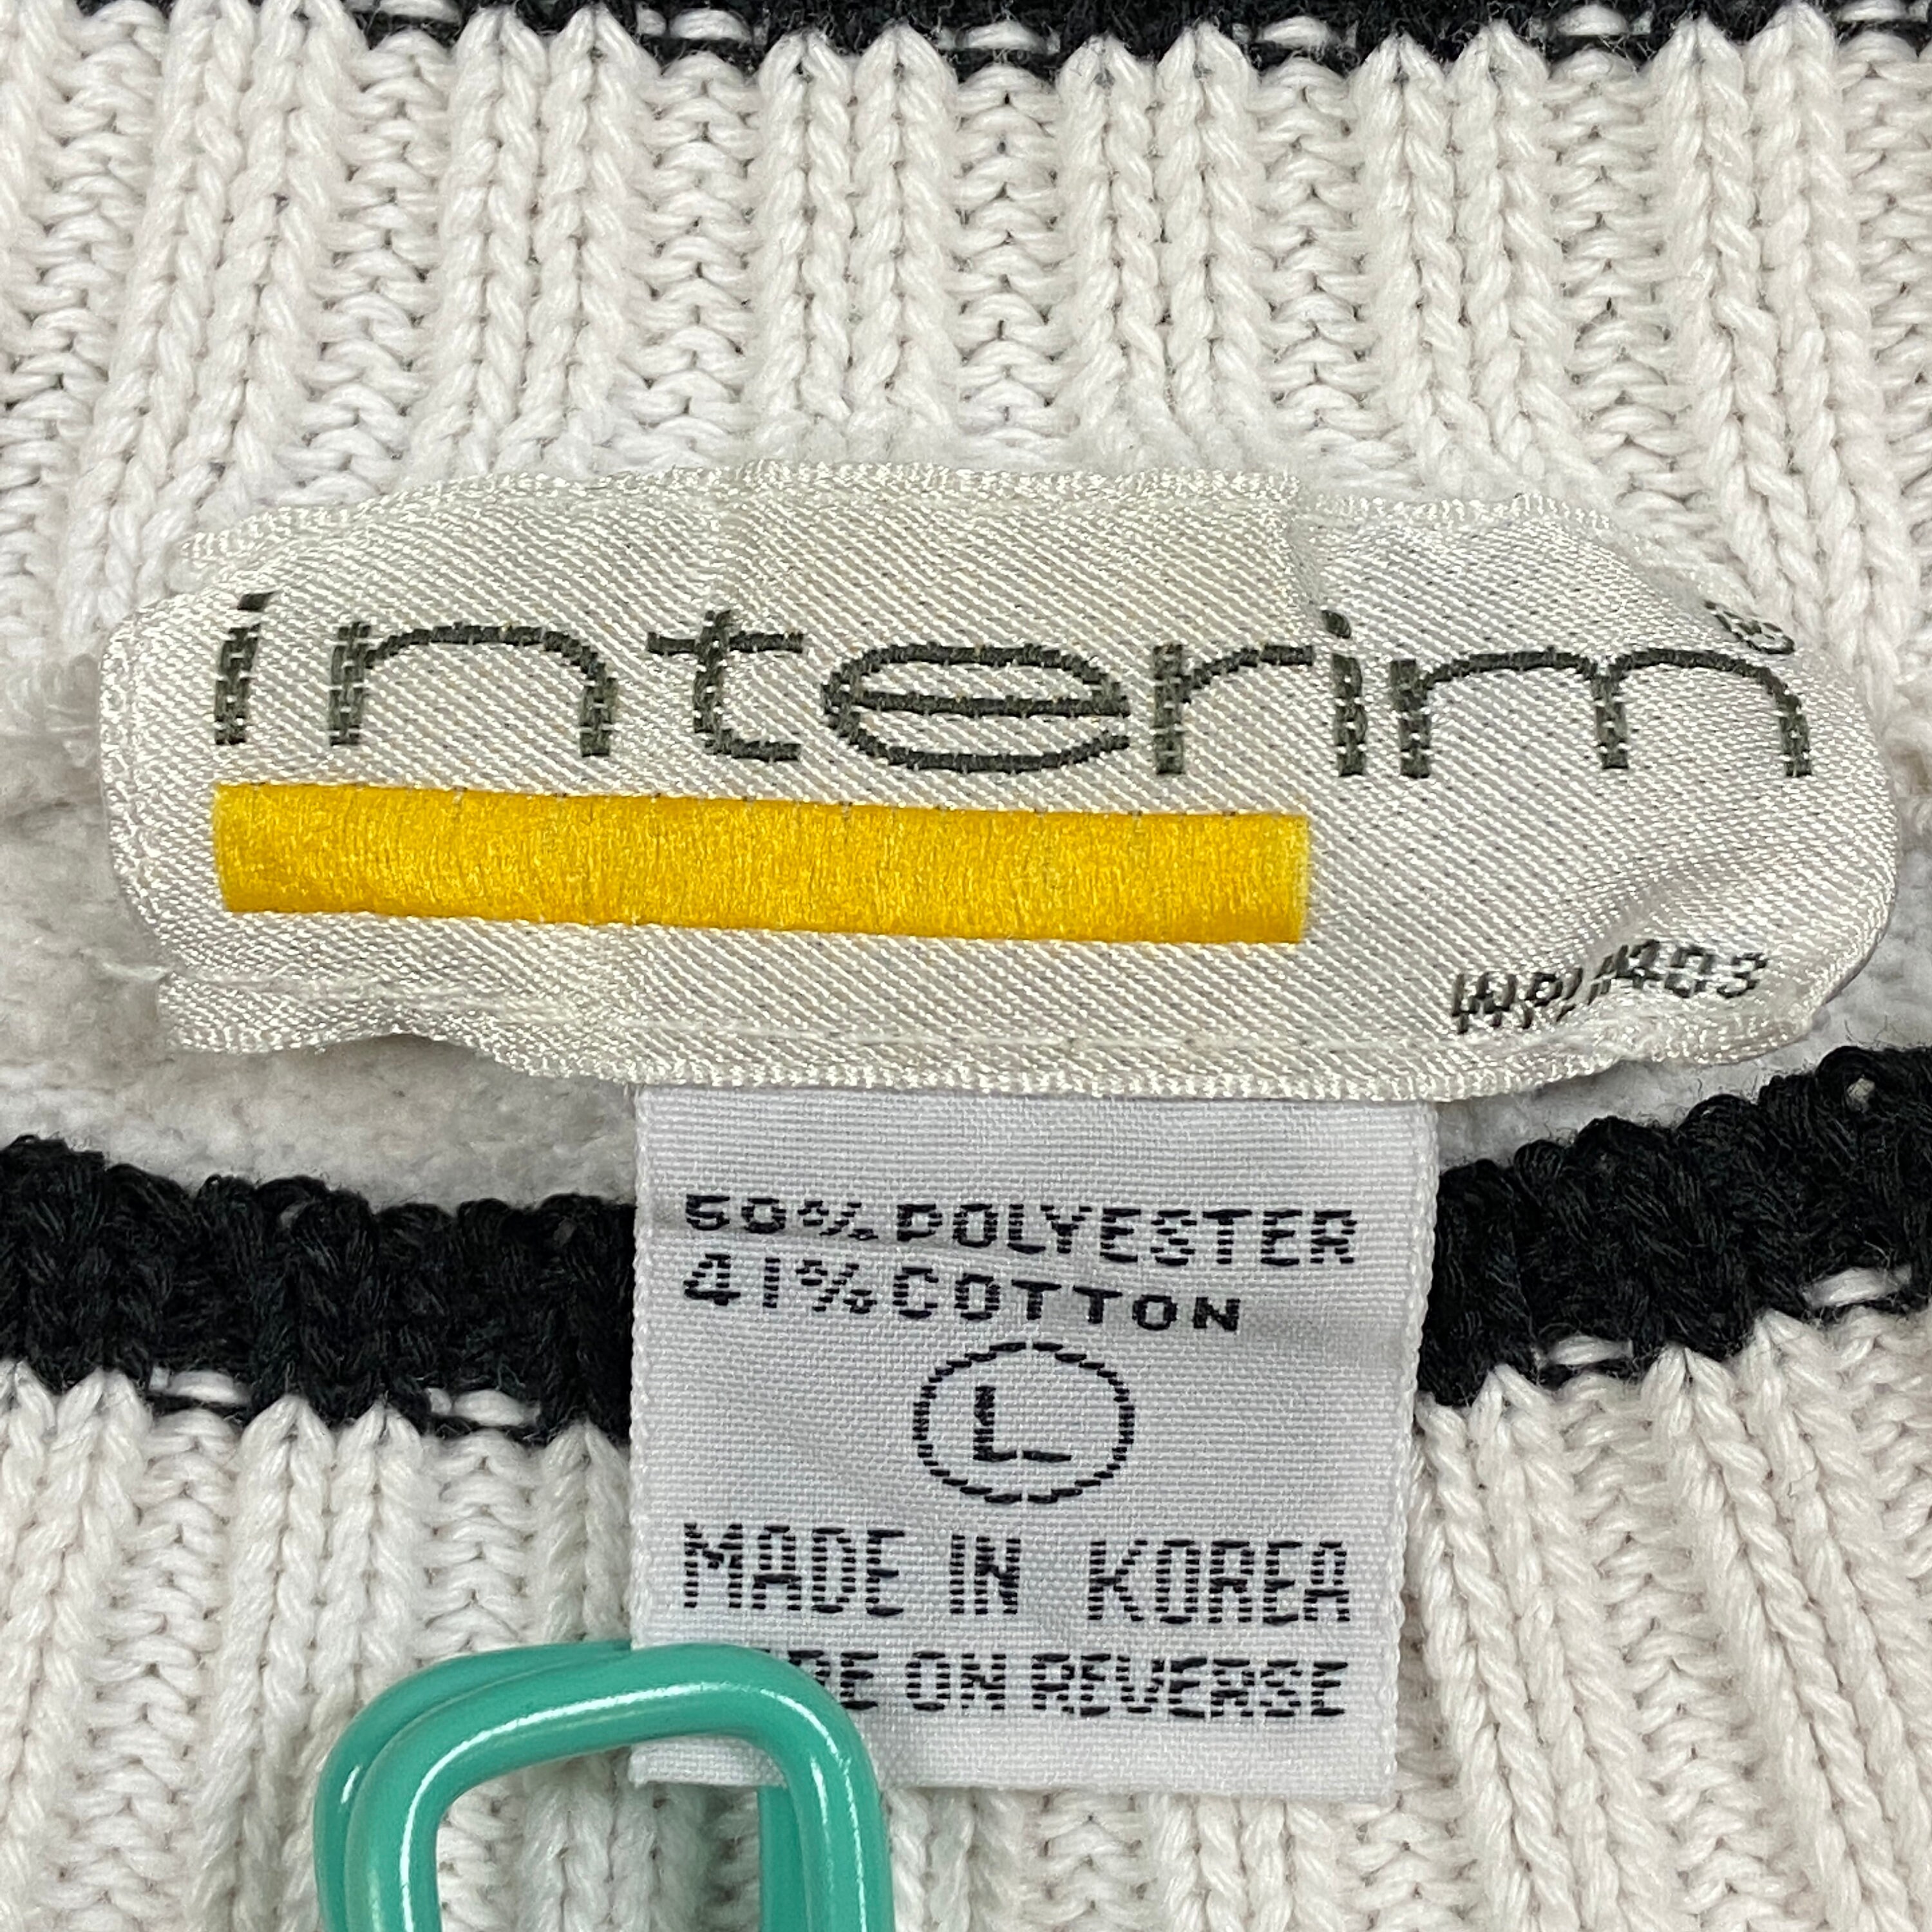 interim®
59% POLYESTER
41% COTTON
L
MADE IN KOREA
ON REVERSE